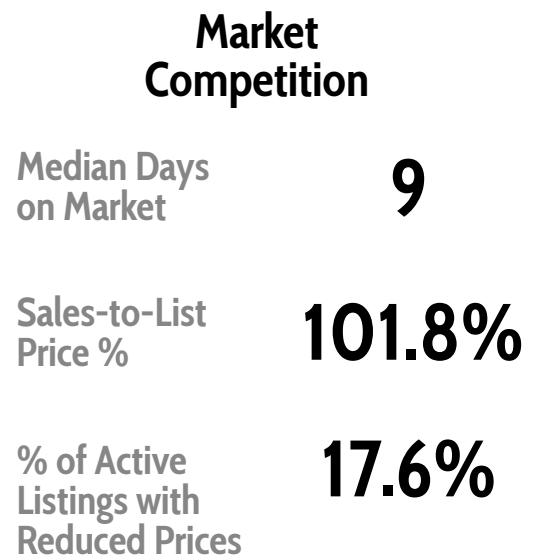 Market
Competition
Median Days
on Market
9
Sales-to-List
Price %
101.8%
% of Active
Listings with
Reduced Prices
17.6%